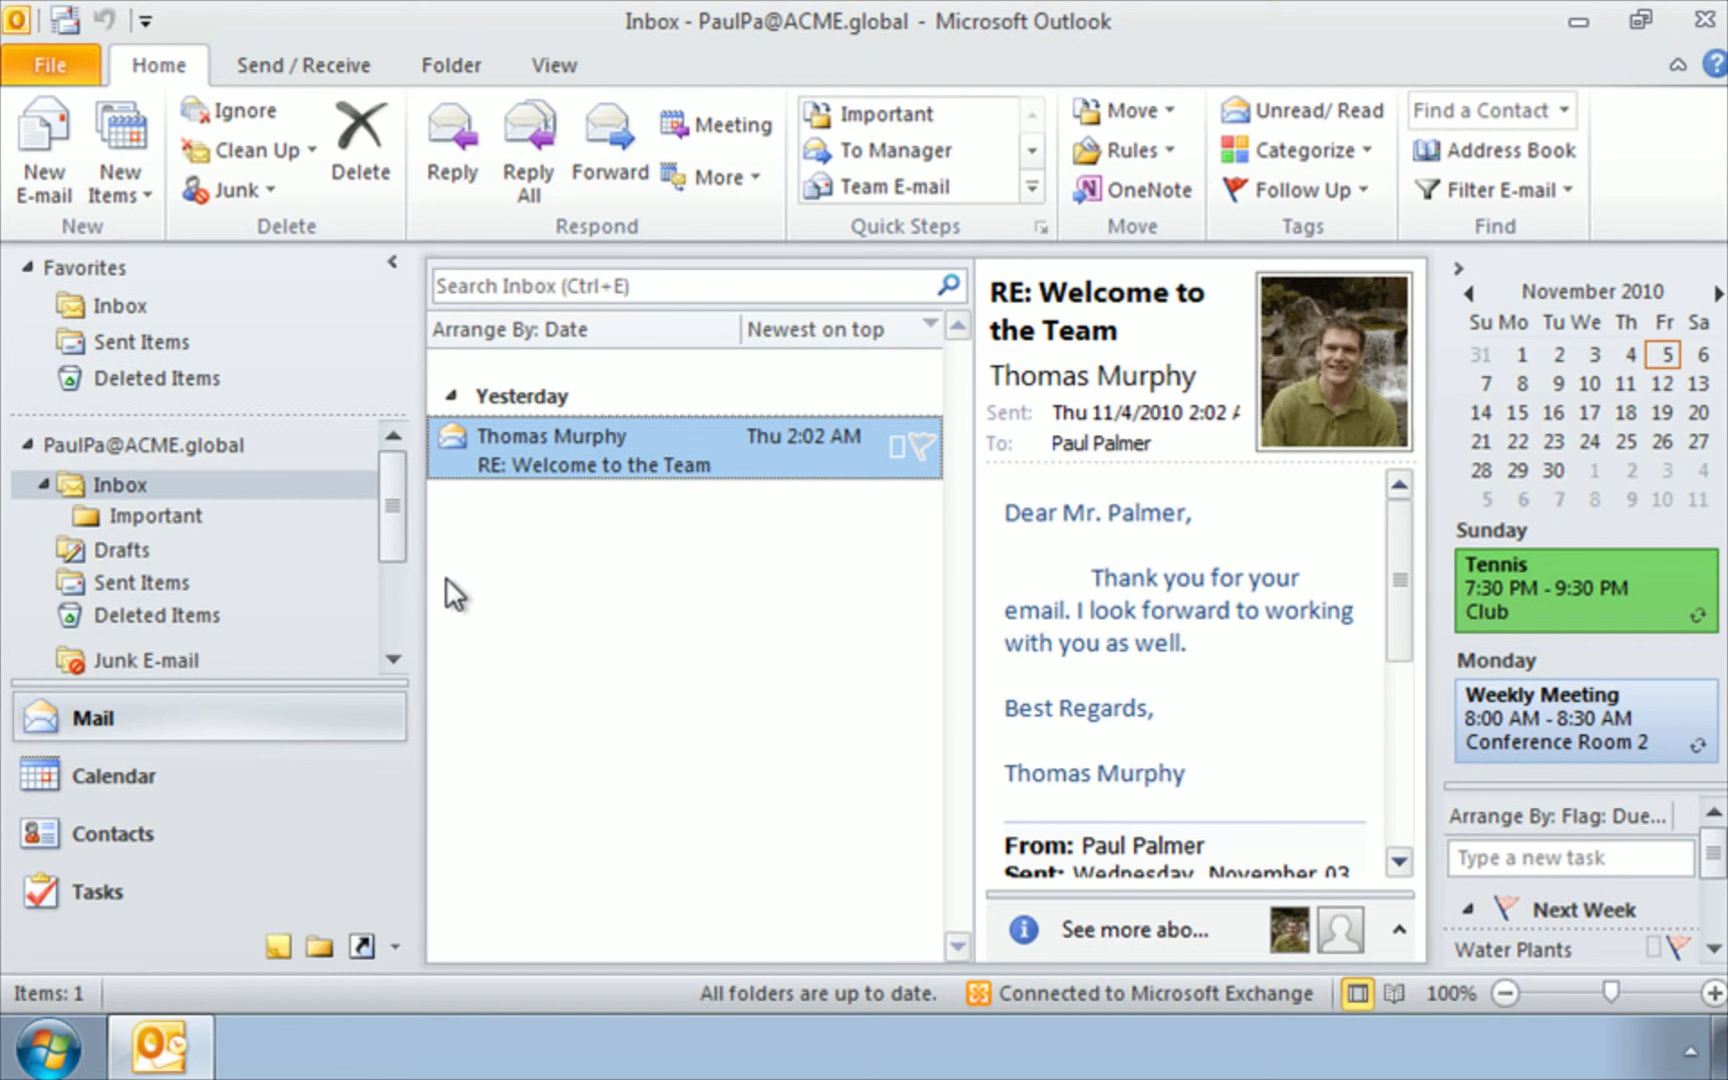 Inbox - PaulPa@ACME.global - Microsoft Outlook
File Home Send / Receive Folder View
New E-mail
New Items
New
Ignore
Clean Up
Junk
Delete
Delete
Reply
Reply All
Forward
Meeting
More
Respond
Important
To Manager
Team E-mail
Quick Steps
Move
Rules
OneNote
Move
Unread/ Read
Categorize
Follow Up
Tags
Find a Contact
Address Book
Filter E-mail
Find
Favorites
Inbox
Sent Items
Deleted Items
PaulPa@ACME.global
Inbox
Important
Drafts
Sent Items
Deleted Items
Junk E-mail
Mail
Calendar
Contacts
Tasks
Search Inbox (Ctrl+E)
Arrange By: Date Newest on top
Yesterday
Thomas Murphy Thu 2:02 AM
RE: Welcome to the Team
RE: Welcome to
the Team
Thomas Murphy
Sent: Thu 11/4/2010 2:02
To: Paul Palmer
Dear Mr. Palmer,
Thank you for your
email. I look forward to working
with you as well.
Best Regards,
Thomas Murphy
From: Paul Palmer
Sent: Wednesday, November 03
See more abo...
November 2010
Su Mo Tu We Th Fr Sa
31 1 2 3 4 5 6
7 8 9 10 11 12 13
14 15 16 17 18 19 20
21 22 23 24 25 26 27
28 29 30 1 2 3 4
5 6 7 8 9 10 11
Sunday
Tennis
7:30 PM - 9:30 PM
Club
Monday
Weekly Meeting
8:00 AM - 8:30 AM
Conference Room 2
Arrange By: Flag: Due...
Type a new task
Next Week
Water Plants
Items: 1
All folders are up to date.
Connected to Microsoft Exchange
100%